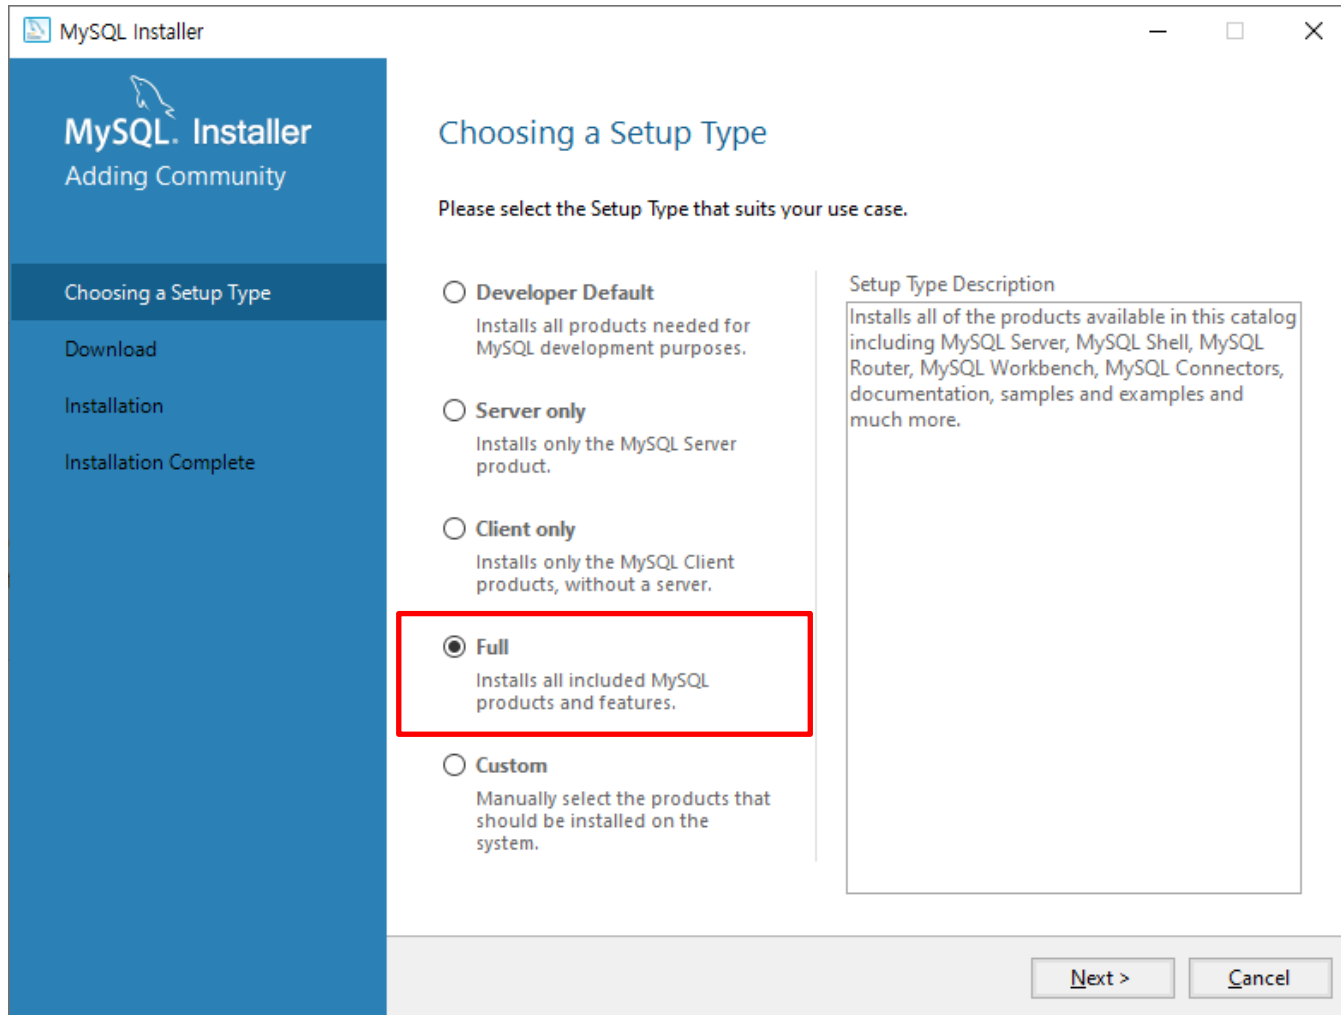 MySQL Installer
MySQL. Installer
Adding Community
Choosing a Setup Type
Download
Installation
Installation Complete
Choosing a Setup Type
Please select the Setup Type that suits your use case.
Developer Default
Installs all products needed for
MySQL development purposes.
Server only
Installs only the MySQL Server
product.
Client only
Installs only the MySQL Client
products, without a server.
Full
Installs all included MySQL
products and features.
Custom
Manually select the products that
should be installed on the
system.
Setup Type Description
Installs all of the products available in this catalog
including MySQL Server, MySQL Shell, MySQL
Router, MySQL Workbench, MySQL Connectors,
documentation, samples and examples and
much more.
Next >
Cancel